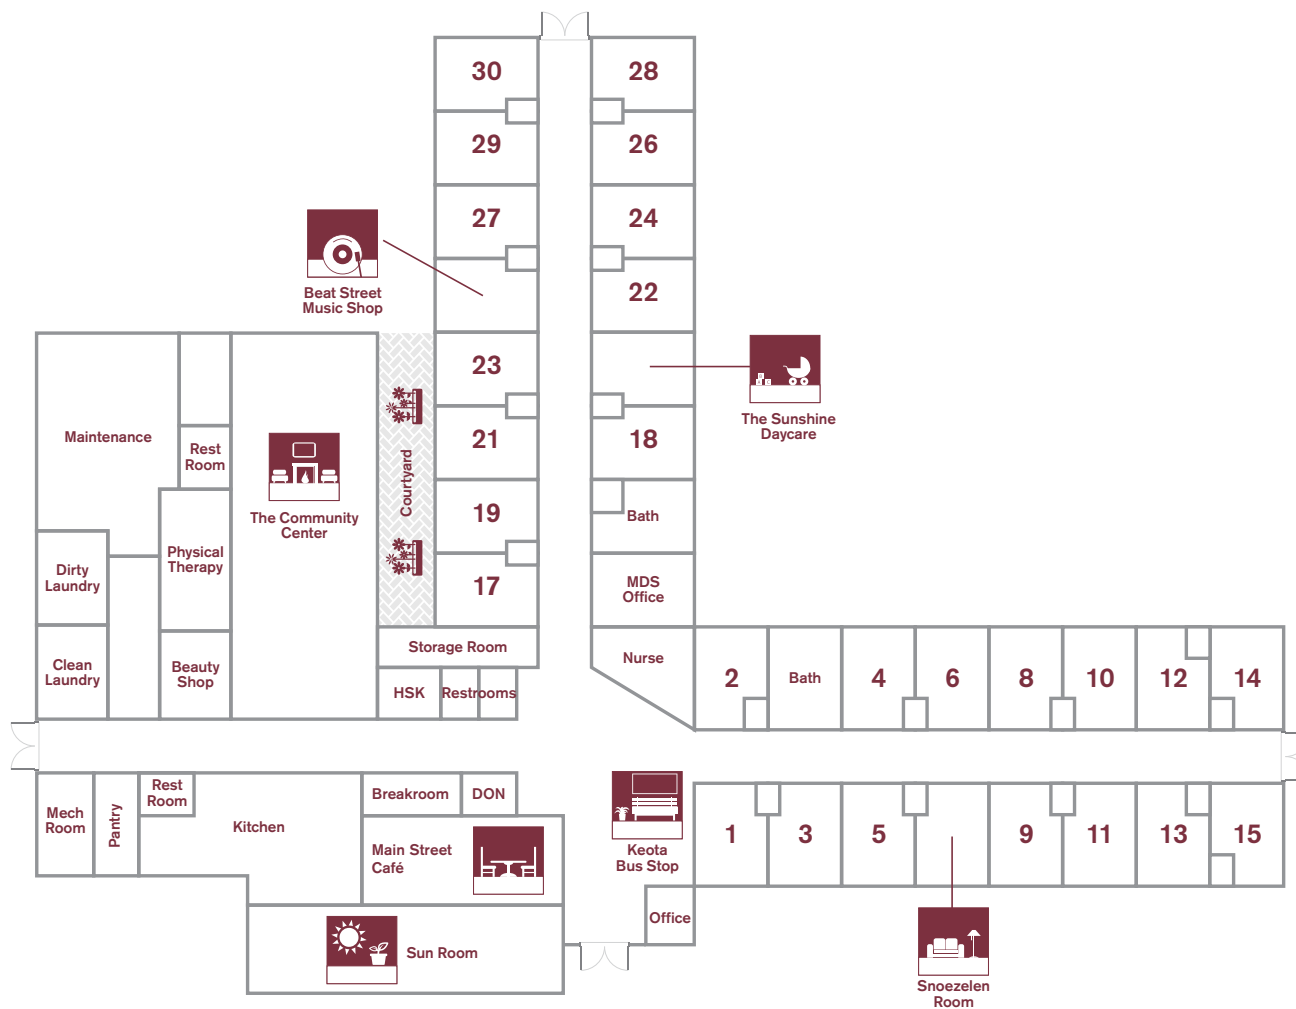 30
28
29
26
27
24
Beat Street
Music Shop
22
23
The Sunshine
Daycare
Maintenance
Rest
Room
21
18
Courtyard
The Community
Center
19
Bath
Physical
Therapy
Dirty
Laundry
17
MDS
Office
Storage Room
Nurse
Clean
Laundry
Beauty
Shop
HSK
Restrooms
2
Bath
4
6
8
10
12
14
Mech
Room
Pantry
Rest
Room
Kitchen
Breakroom
DON
Main Street
Café
Keota
Bus Stop
1
3
5
9
11
13
15
Office
Sun Room
Snoezelen
Room